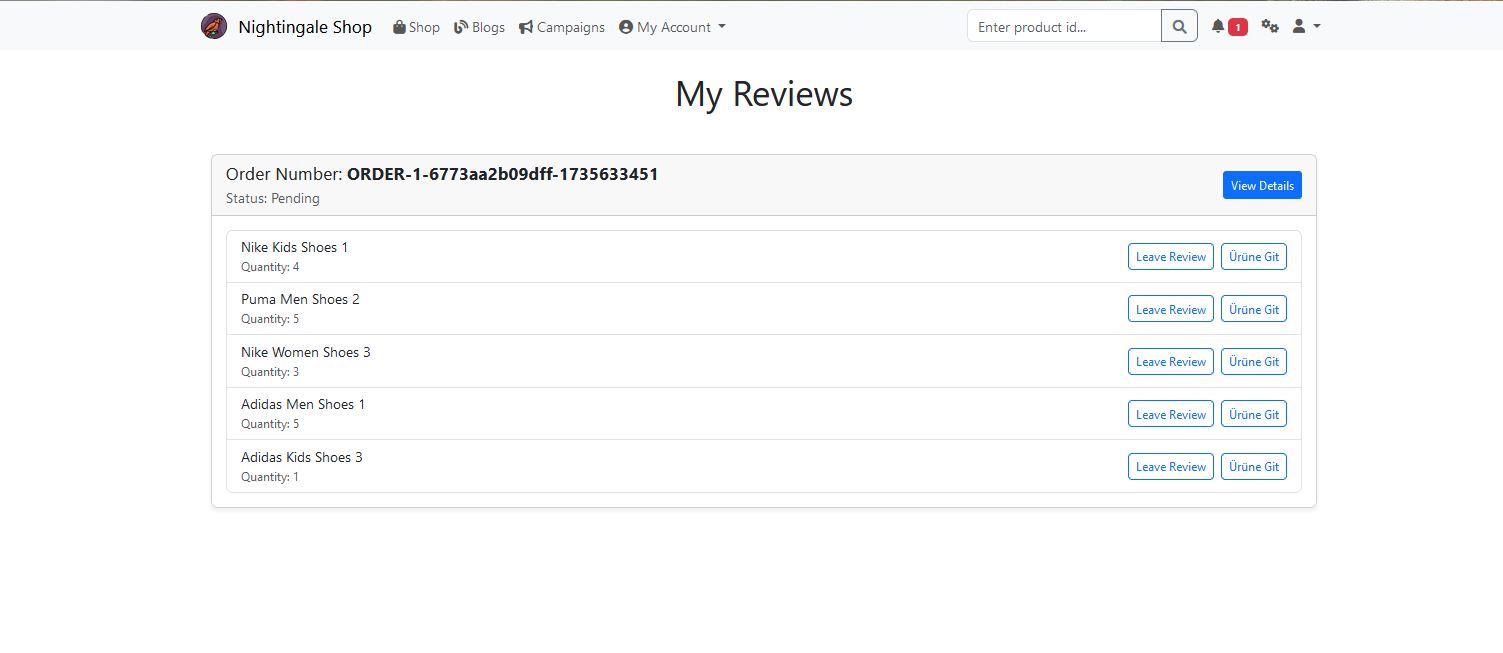 Nightingale Shop Shop Blogs Campaigns My Account Enter product id... 1
My Reviews
Order Number: ORDER-1-6773aa2b09dff-1735633451
Status: Pending
View Details
Nike Kids Shoes 1
Quantity: 4
Leave Review Ürüne Git
Puma Men Shoes 2
Quantity: 5
Leave Review Ürüne Git
Nike Women Shoes 3
Quantity: 3
Leave Review Ürüne Git
Adidas Men Shoes 1
Quantity: 5
Leave Review Ürüne Git
Adidas Kids Shoes 3
Quantity: 1
Leave Review Ürüne Git